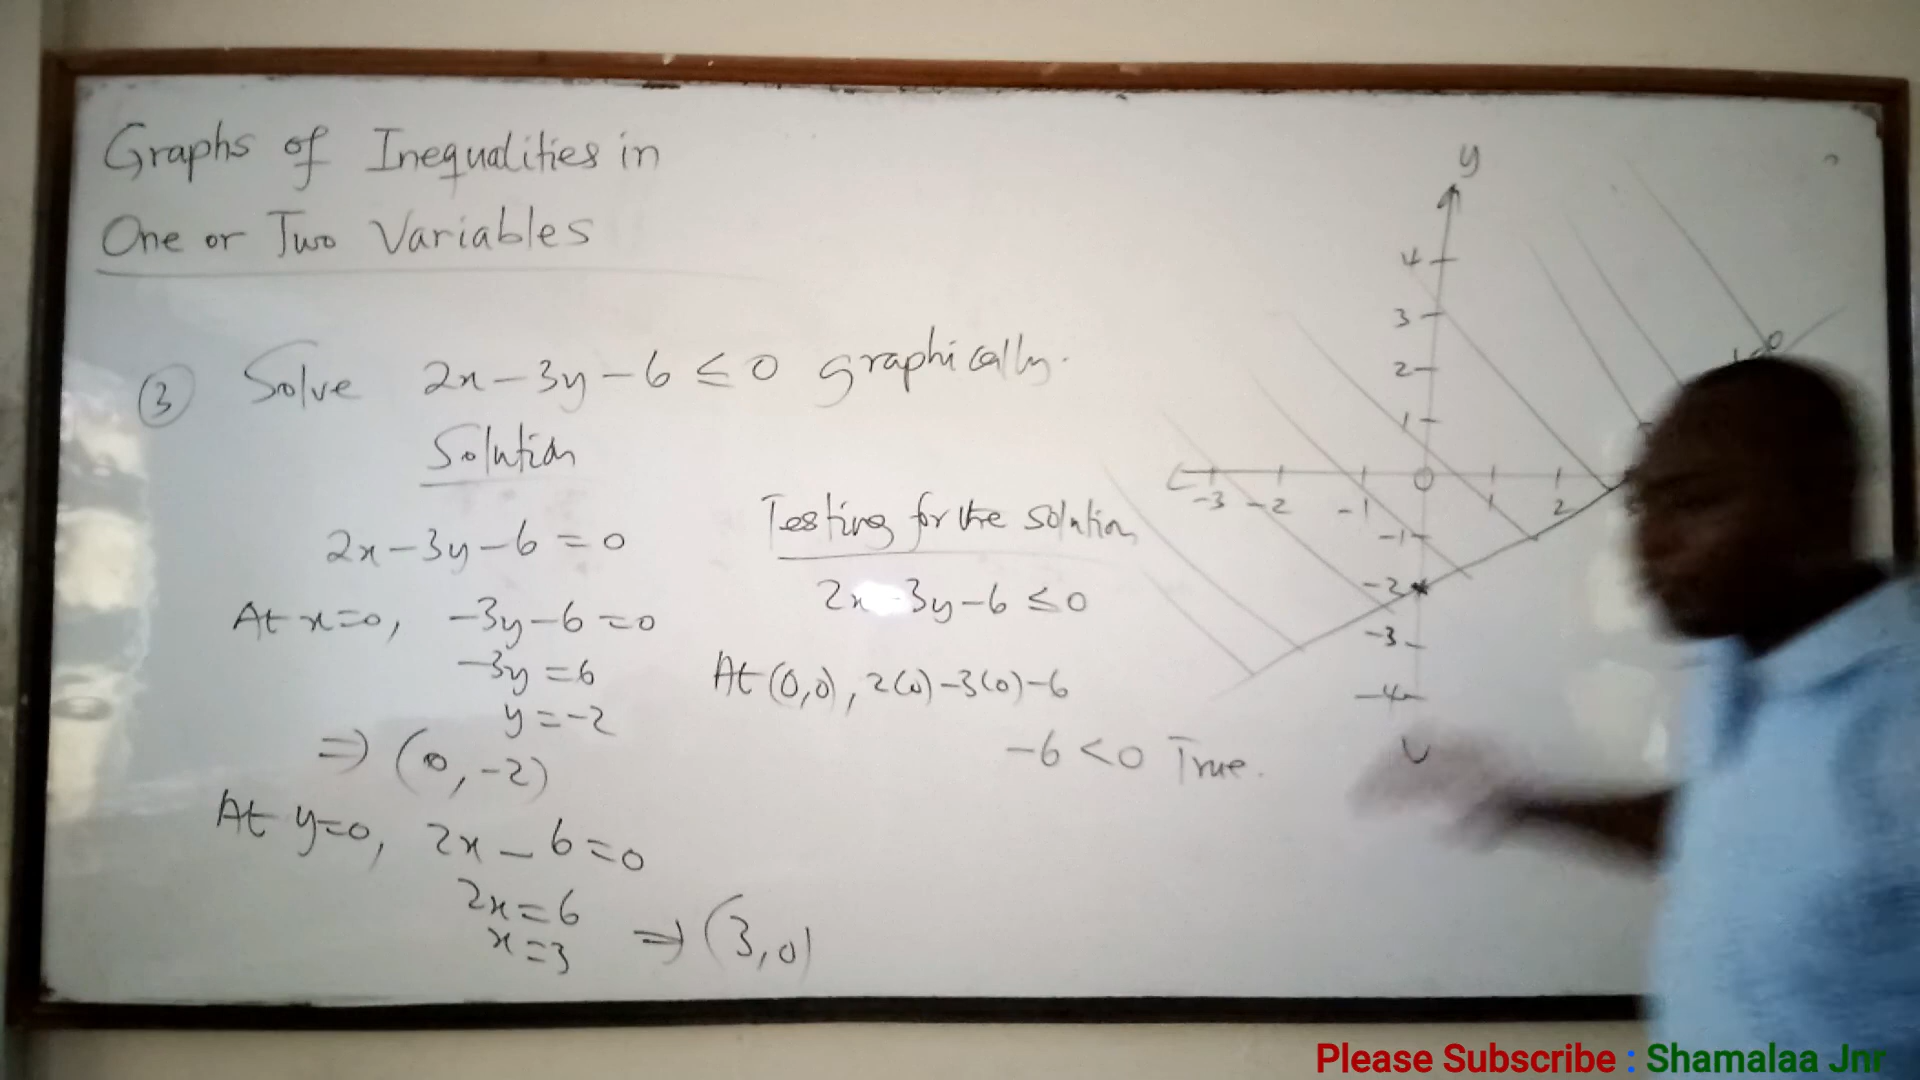 Graphs of Inequalities in
One or Two Variables
③ Solve 2x - 3y - 6 ≤ 0 graphically.
Solution
2x - 3y - 6 = 0
At x=0, -3y - 6 = 0
-3y = 6
y = -2
⇒ (0, -2)
At y=0, 2x - 6 = 0
2x = 6
x = 3 ⇒ (3, 0)
Testing for the solution
2x - 3y - 6 ≤ 0
At (0,0), 2(0) - 3(0) - 6
-6 < 0 True.
y
4
3
2
1
-3 -2 -1 0 1 2
-1
-2
-3
-4
Please Subscribe : Shamalaa Jnr